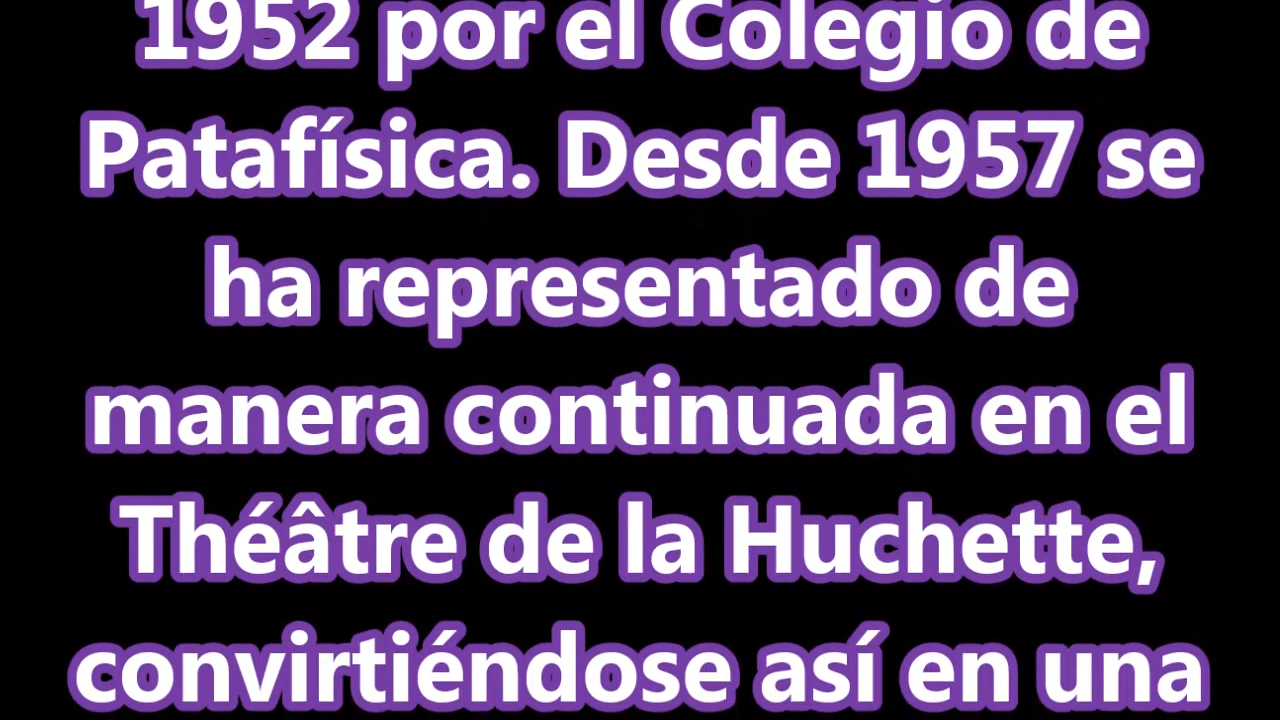 1952 por el Colegio de
Patafísica. Desde 1957 se
ha representado de
manera continuada en el
Théâtre de la Huchette,
convirtiéndose así en una